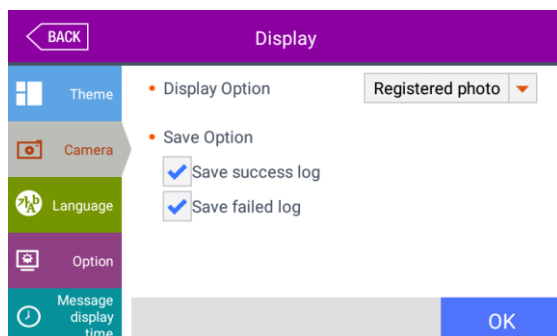 BACK
Display
Theme
Camera
Language
Option
Message
display
time
Display Option
Registered photo
Save Option
Save success log
Save failed log
OK